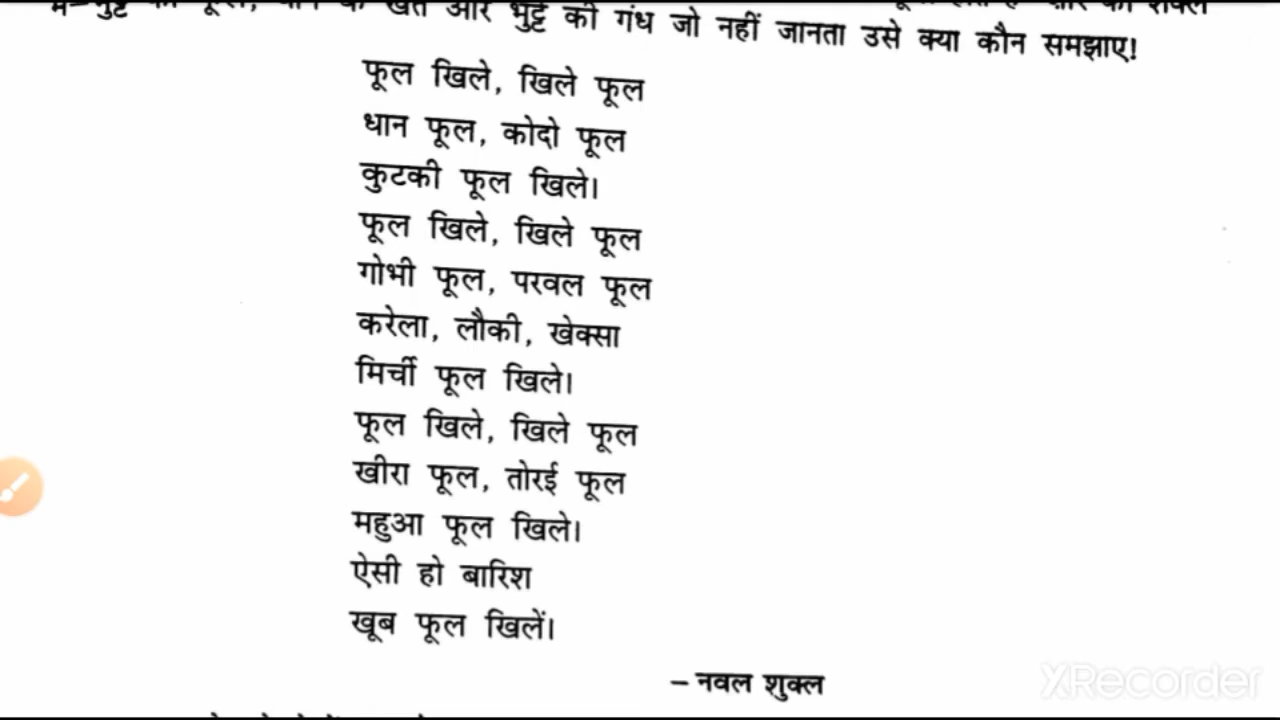 खेत और भुट्टे की गंध जो नहीं जानता उसे क्या कौन समझाए!
फूल खिले, खिले फूल
धान फूल, कोदो फूल
कुटकी फूल खिले।
फूल खिले, खिले फूल
गोभी फूल, परवल फूल
करेला, लौकी, खेक्सा
मिर्ची फूल खिले।
फूल खिले, खिले फूल
खीरा फूल, तोरई फूल
महुआ फूल खिले।
ऐसी हो बारिश
खूब फूल खिलें।
– नवल शुक्ल
XRecorder